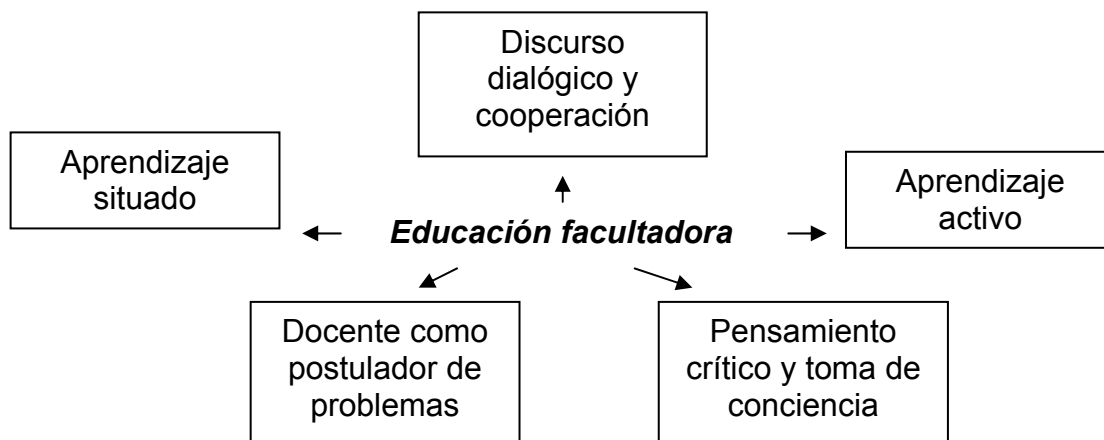 Discurso
dialógico y
cooperación
Aprendizaje
situado
Aprendizaje
activo
Educación facultadora
Docente como
postulador de
problemas
Pensamiento
crítico y toma de
conciencia